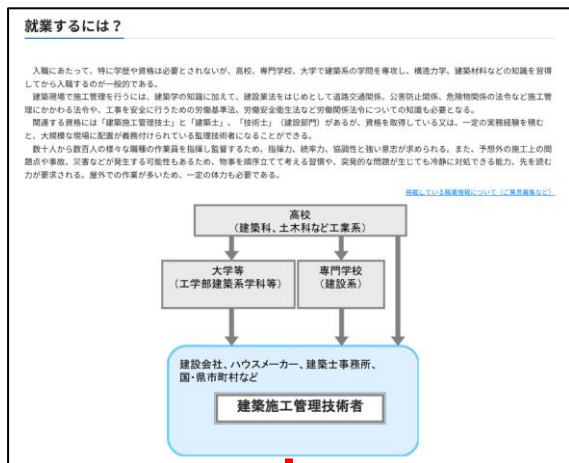 就業するには？
入職にあたって、特に学歴や資格は必要とされないが、高校、専門学校、大学で建築系の学問を専攻し、構造力学、建築材料などの知識を習得
してから入職するのが一般的である。
建築現場で施工管理を行うには、建築学の知識に加えて、建設業法をはじめとして道路交通関係、公害防止関係、危険物関係の法令など施工管
理にかかわる法令や、工事を安全に行うための労働基準法、労働安全衛生法など労働関係法令についての知識も必要となる。
関連する資格には「建築施工管理技士」と「建築士」、「技術士」（建設部門）があるが、資格を取得している又は、一定の実務経験を積む
と、大規模な現場に配置が義務付けられている監理技術者になることができる。
数十人から数百人の様々な職種の作業員を指揮し監督するため、指揮力、統率力、協調性と強い意志が求められる。また、予想外の施工上の問
題点や事故、災害などが発生する可能性もあるため、物事を順序立てて考える習慣や、突発的な問題が生じても冷静に対処できる能力、先を読む
力が要求される。屋外での作業が多いため、一定の体力も必要である。
掲載している職業情報について（ご意見募集など）
高校
（建築科、土木科など工業系）
大学等
（工学部建築系学科等）
専門学校
（建設系）
建設会社、ハウスメーカー、建築士事務所、
国・県市町村など
建築施工管理技術者